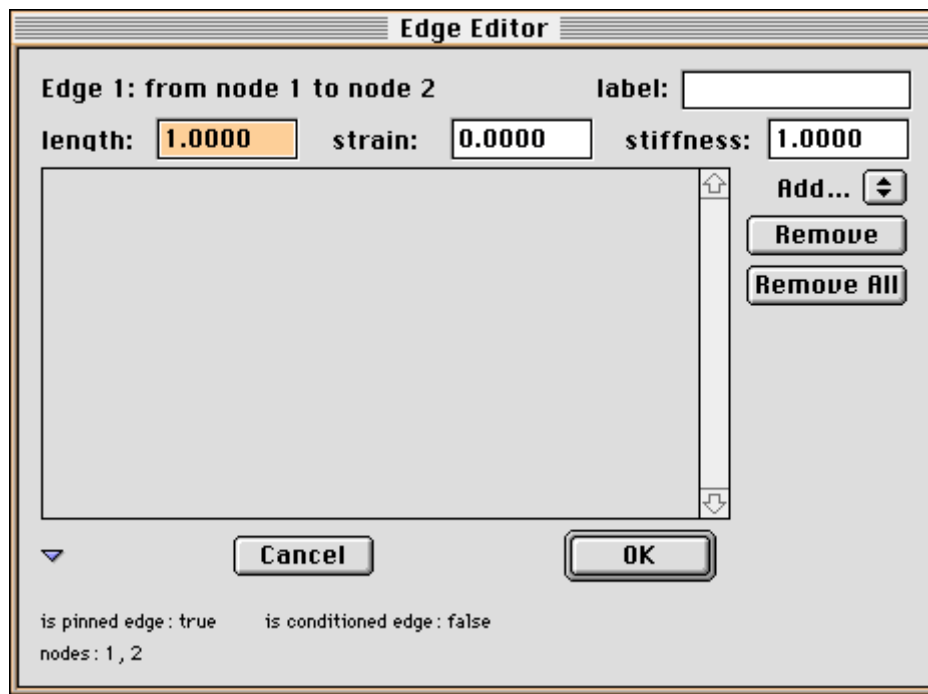 Edge Editor
Edge 1: from node 1 to node 2 label:
length: 1.0000 strain: 0.0000 stiffness: 1.0000
Add...
Remove
Remove All
Cancel OK
is pinned edge: true is conditioned edge: false
nodes: 1, 2